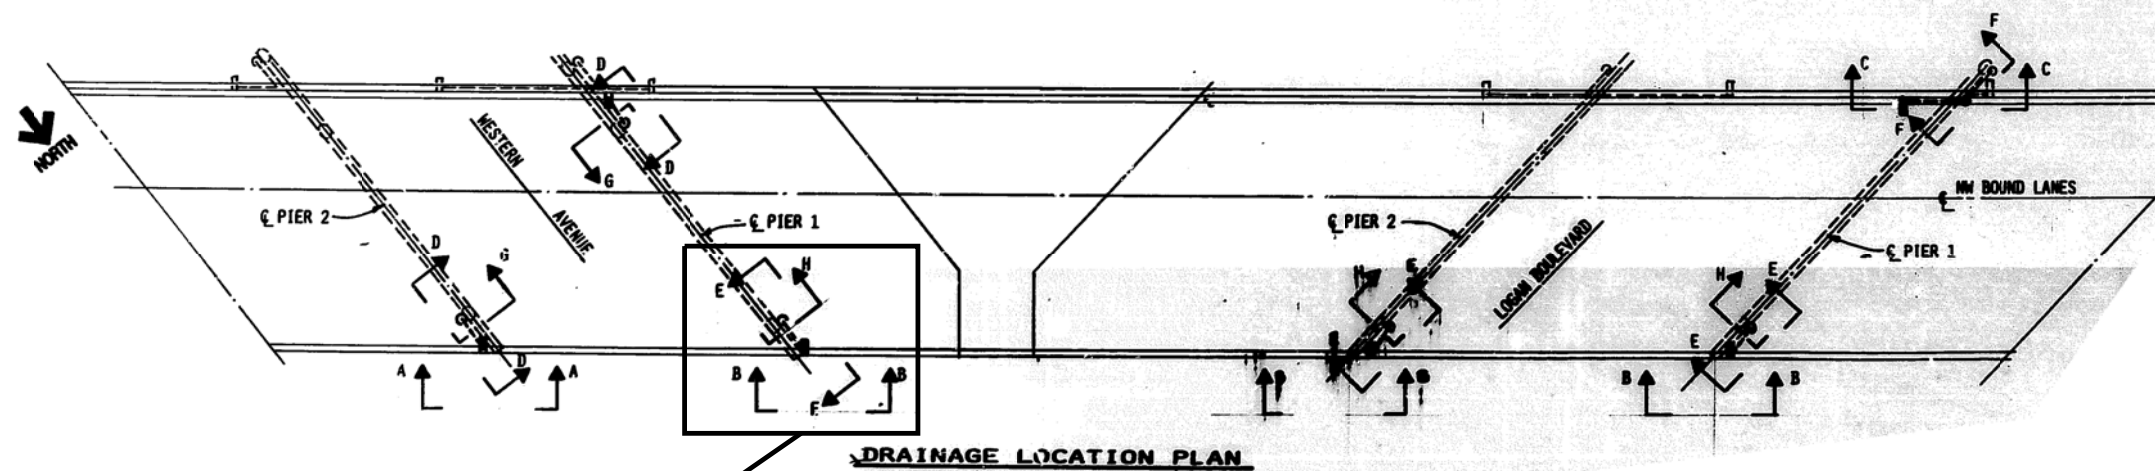 F
D
C
C
NORTH
WESTERN
AVENUE
F
D
G
℄ NW BOUND LANES
℄ PIER 2
℄ PIER 1
℄ PIER 2
LOGAN BOULEVARD
℄ PIER 1
D
G
E
H
H
E
H
E
E
A
D
A
B
F
B
B
B
DRAINAGE LOCATION PLAN